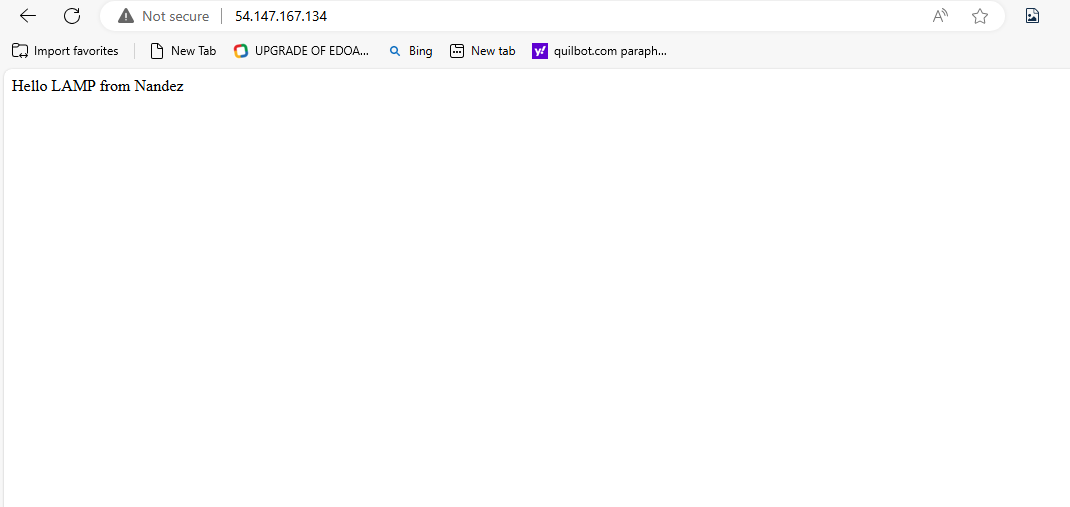 Not secure 54.147.167.134
Import favorites New Tab UPGRADE OF EDOA... Bing New tab y! quilbot.com paraph...
Hello LAMP from Nandez